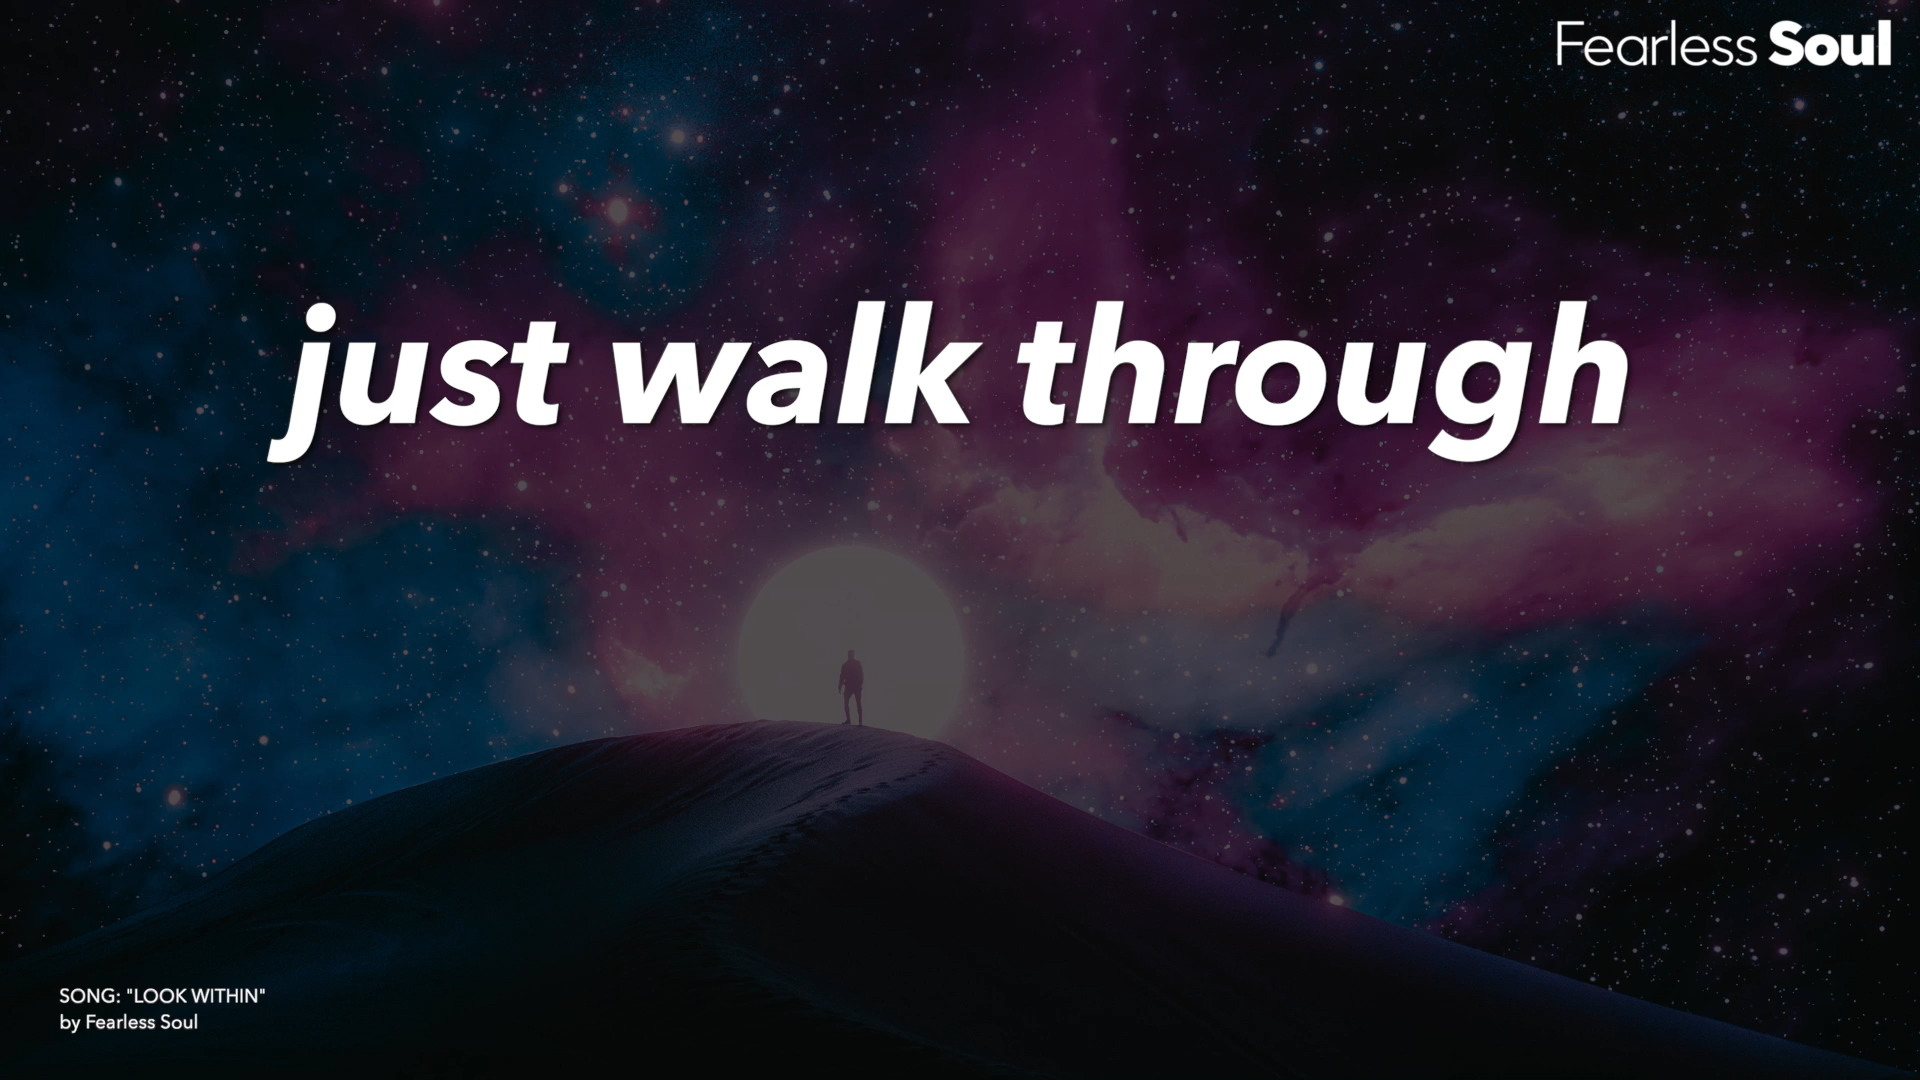 Fearless Soul
just walk through
SONG: "LOOK WITHIN"
by Fearless Soul